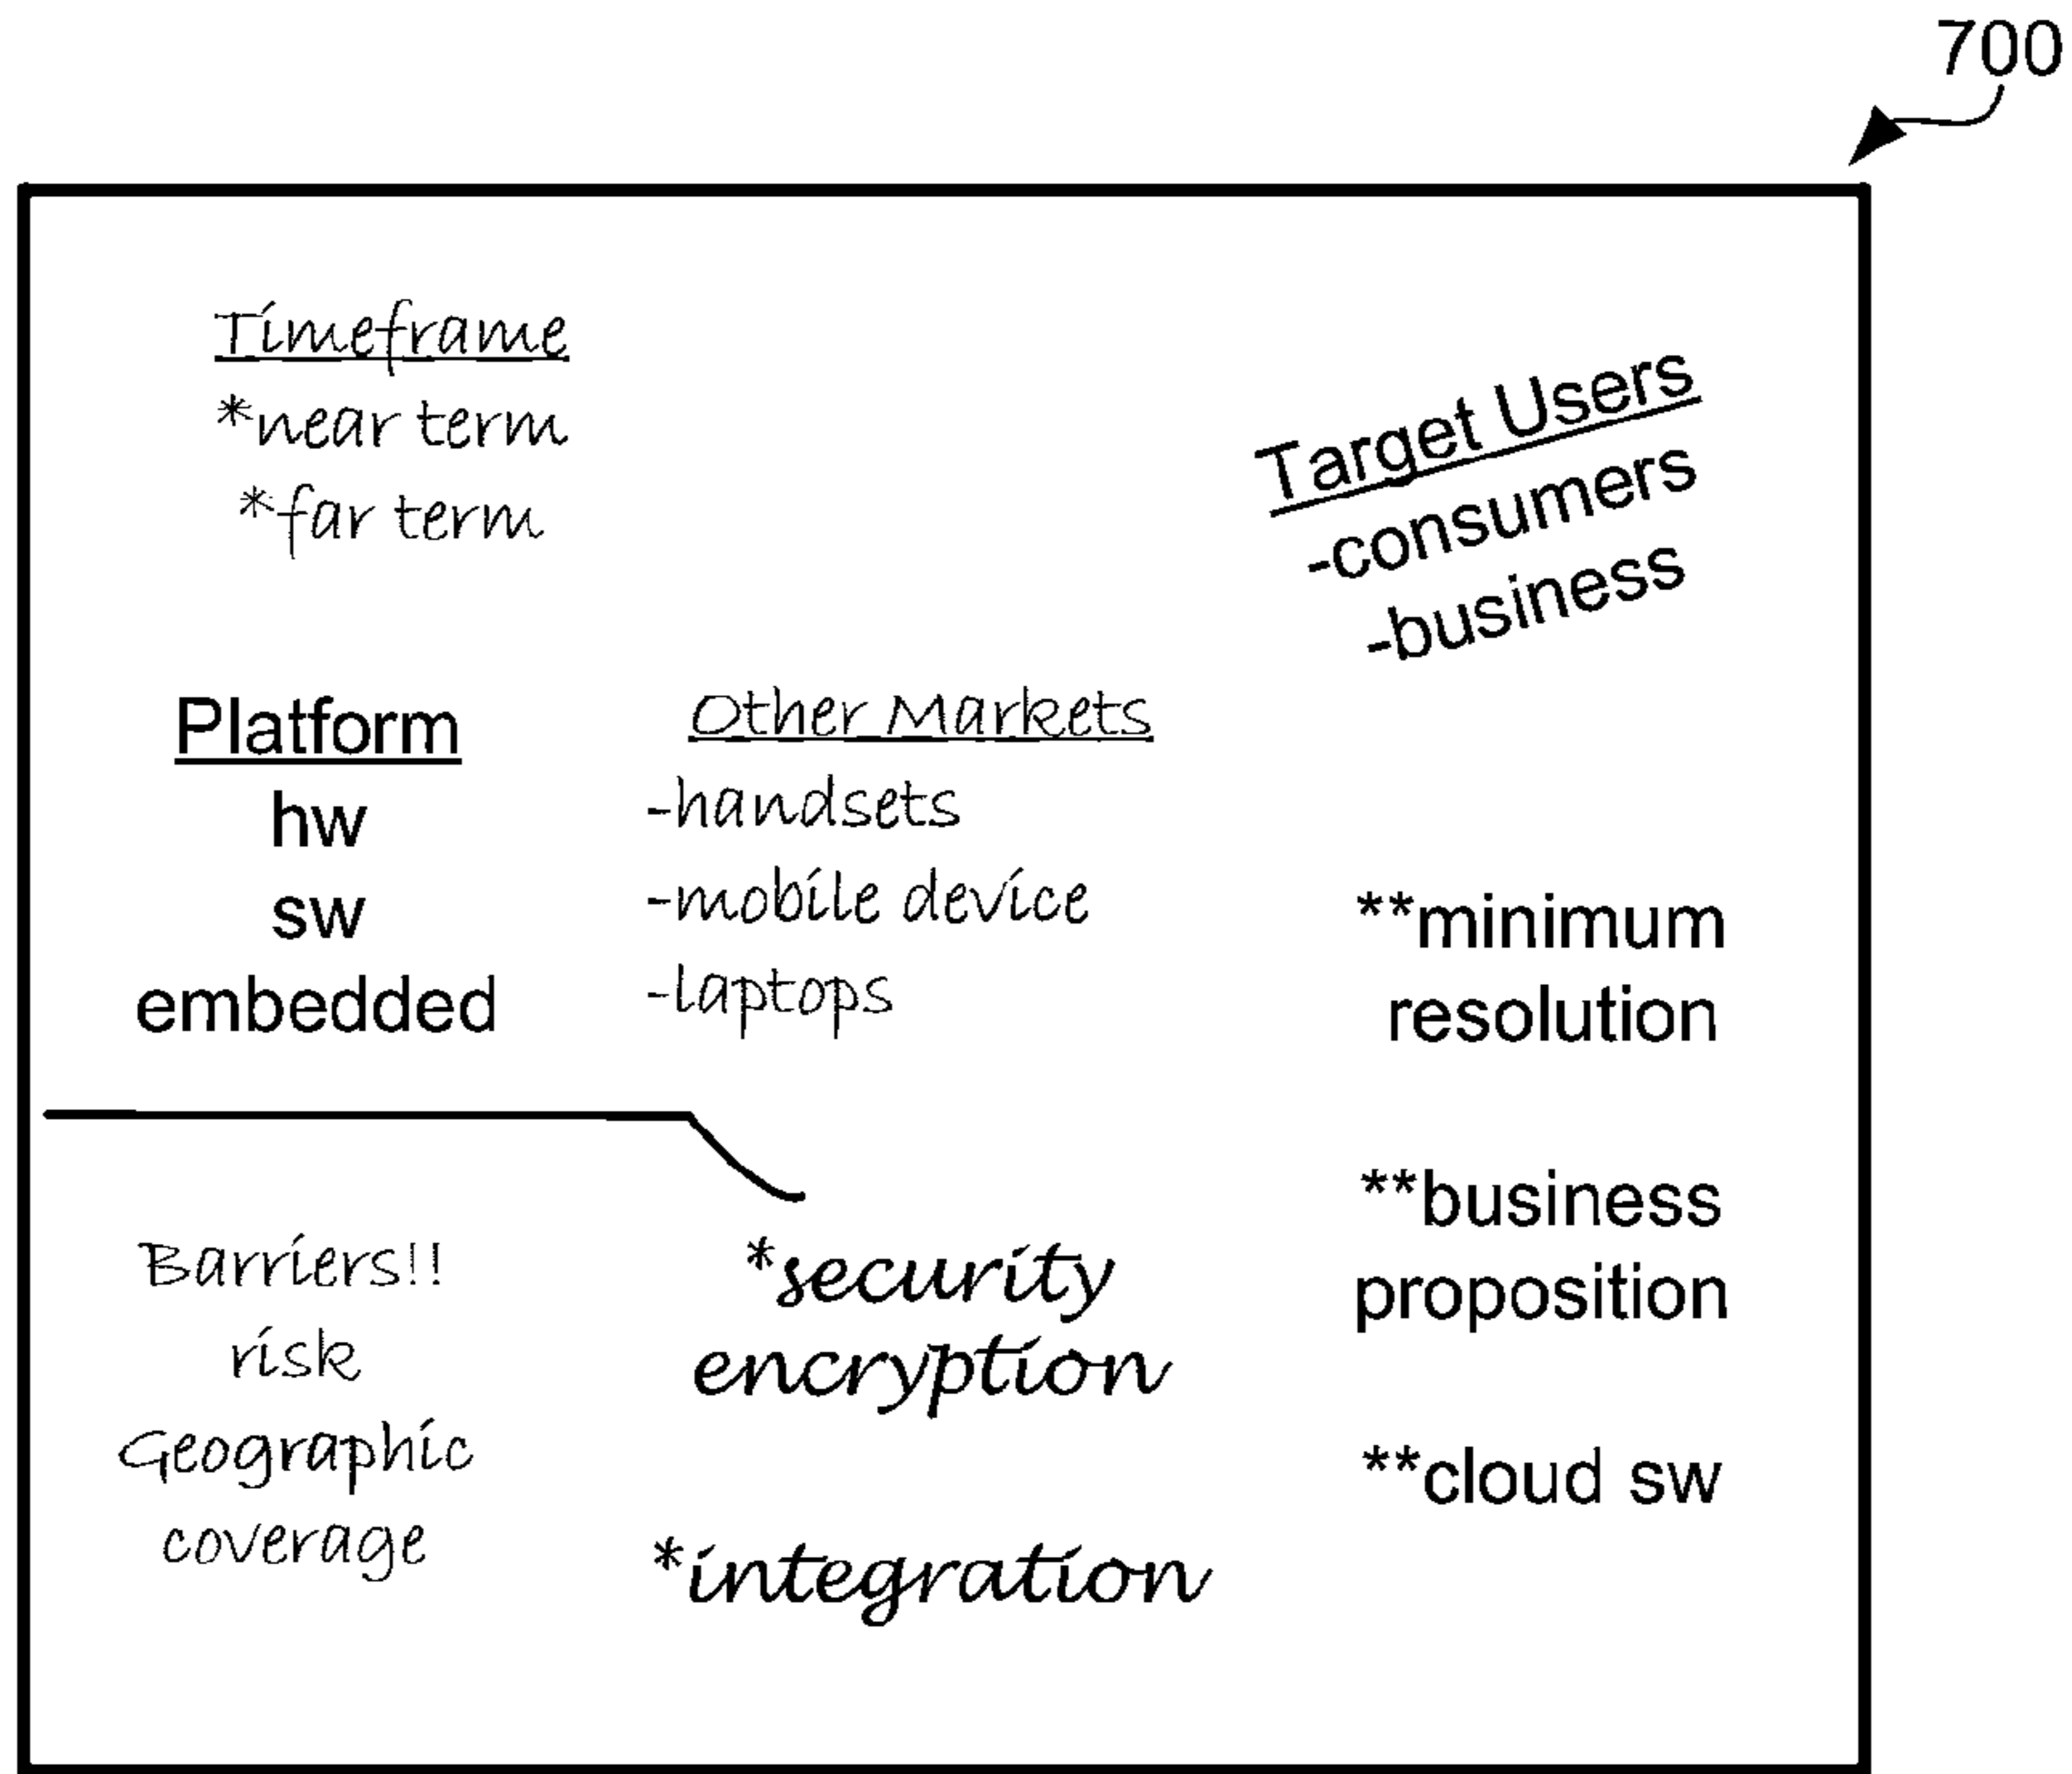 700
Timeframe
*near term
*far term
Target Users
-consumers
-business
Platform
hw
sw
embedded
Other Markets
-handsets
-mobile device
-laptops
**minimum
resolution
**business
proposition
**cloud sw
Barriers!!
risk
Geographic
coverage
*security
encryption
*integration